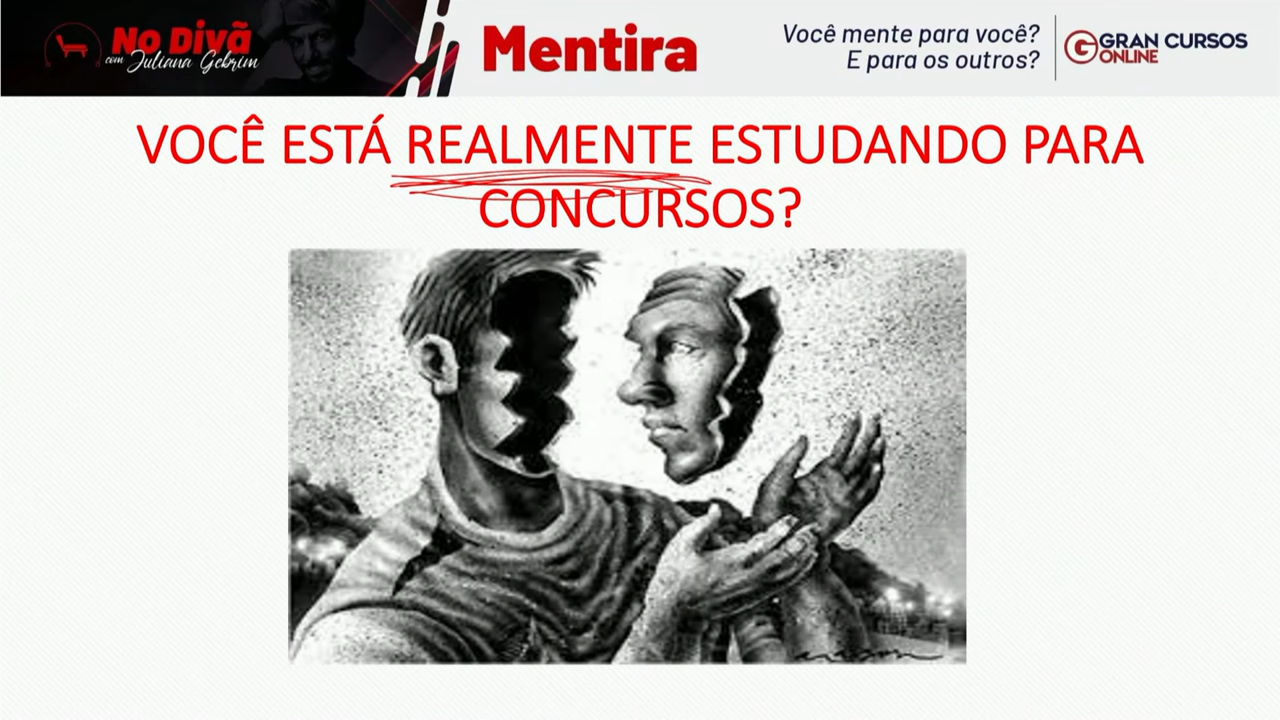 No Divã
com Juliana Gebrim
Mentira
Você mente para você?
E para os outros?
GRAN CURSOS
ONLINE
VOCÊ ESTÁ REALMENTE ESTUDANDO PARA
CONCURSOS?